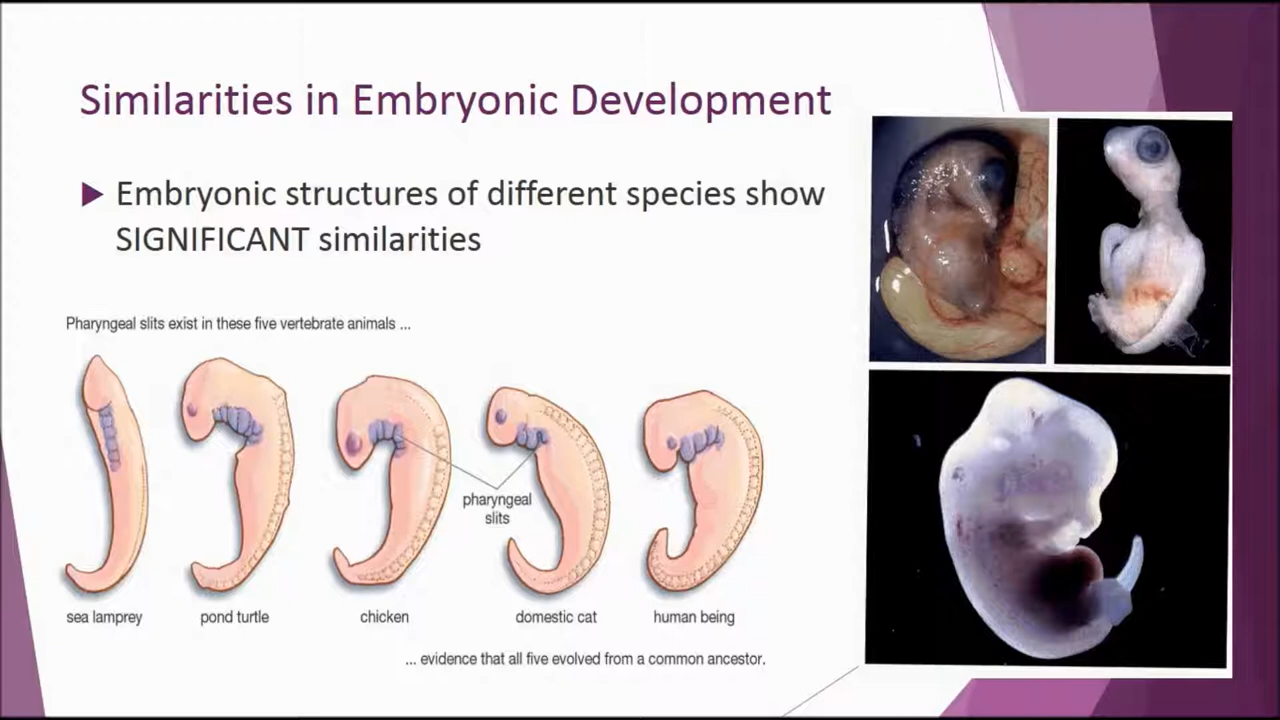 Similarities in Embryonic Development
Embryonic structures of different species show
SIGNIFICANT similarities
Pharyngeal slits exist in these five vertebrate animals ...
pharyngeal
slits
sea lamprey
pond turtle
chicken
domestic cat
human being
... evidence that all five evolved from a common ancestor.